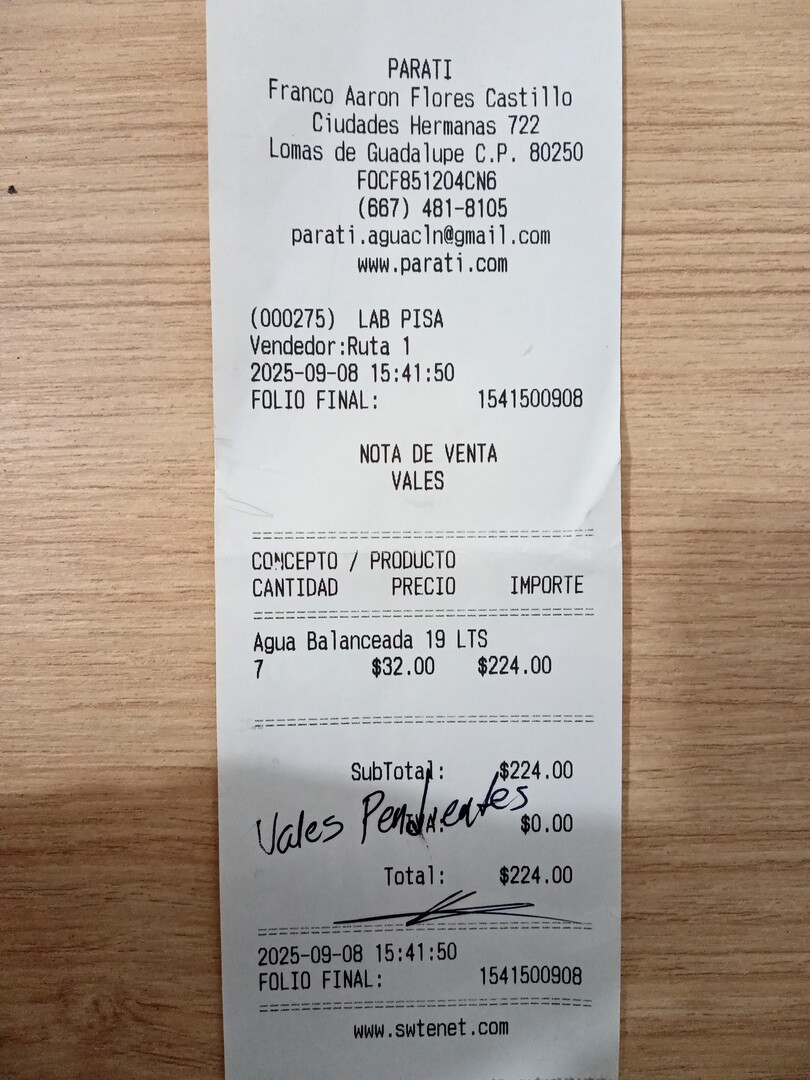 PARATI
Franco Aaron Flores Castillo
Ciudades Hermanas 722
Lomas de Guadalupe C.P. 80250
FOCF851204CN6
(667) 481-8105
parati.aguacln@gmail.com
www.parati.com
(000275) LAB PISA
Vendedor:Ruta 1
2025-09-08 15:41:50
FOLIO FINAL: 1541500908
NOTA DE VENTA
VALES
CONCEPTO / PRODUCTO
CANTIDAD PRECIO IMPORTE
Agua Balanceada 19 LTS
7 $32.00 $224.00
SubTotal: $224.00
Vales Pendientes
IVA: $0.00
Total: $224.00
2025-09-08 15:41:50
FOLIO FINAL: 1541500908
www.swtenet.com